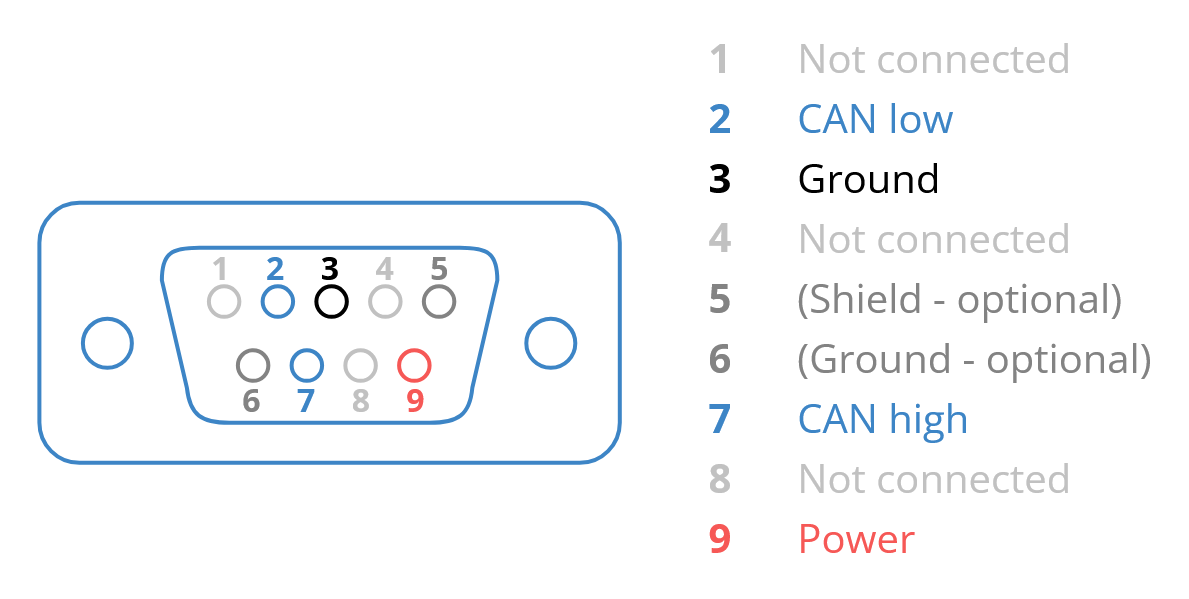 1 2 3 4 5
6 7 8 9
1 Not connected
2 CAN low
3 Ground
4 Not connected
5 (Shield - optional)
6 (Ground - optional)
7 CAN high
8 Not connected
9 Power